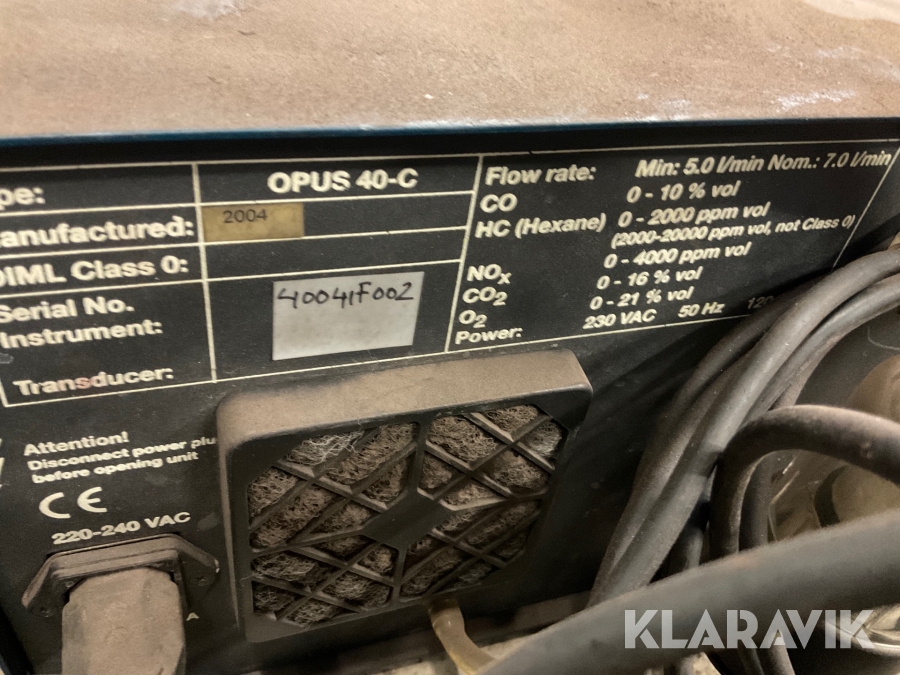 pe: OPUS 40-C
anufactured: 2004
OIML Class 0:
Serial No.
Instrument: 40041F002
Transducer:
Flow rate: Min: 5.0 l/min Nom.: 7.0 l/min
CO 0 - 10 % vol
HC (Hexane) 0 - 2000 ppm vol
(2000-20000 ppm vol, not Class 0)
NOx 0 - 4000 ppm vol
CO2 0 - 16 % vol
O2 0 - 21 % vol
Power: 230 VAC 50 Hz 120
Attention!
Disconnect power plu
before opening unit
CE
220-240 VAC
A
KLARAVIK